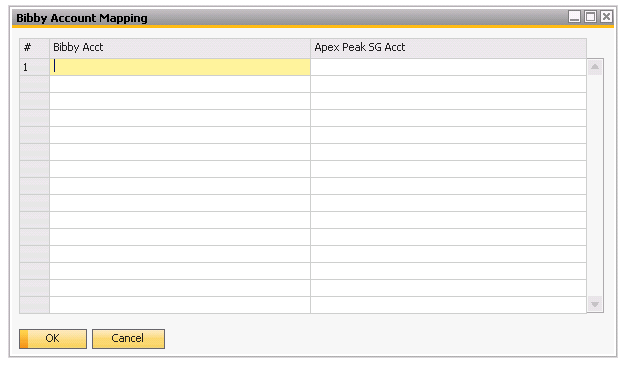 Bibby Account Mapping
# Bibby Acct Apex Peak SG Acct
1
OK Cancel